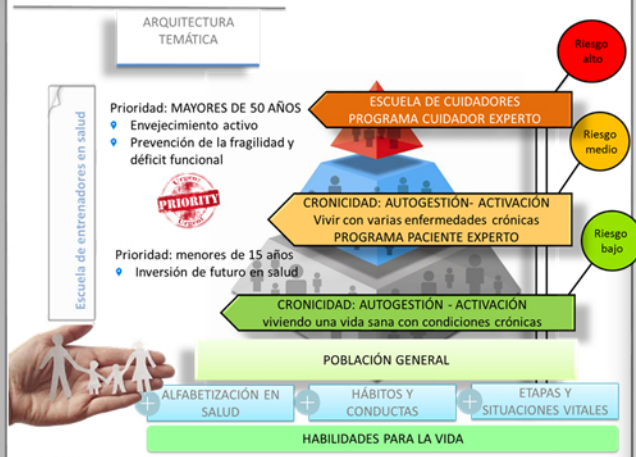 ARQUITECTURA
TEMÁTICA
Riesgo
alto
Prioridad: MAYORES DE 50 AÑOS
Envejecimiento activo
Prevención de la fragilidad y
déficit funcional
ESCUELA DE CUIDADORES
PROGRAMA CUIDADOR EXPERTO
Riesgo
medio
Escuela de entrenadores en salud
Urgent
PRIORITY
Urgent
CRONICIDAD: AUTOGESTIÓN- ACTIVACIÓN
Vivir con varias enfermedades crónicas
PROGRAMA PACIENTE EXPERTO
Riesgo
bajo
Prioridad: menores de 15 años
Inversión de futuro en salud
CRONICIDAD: AUTOGESTIÓN - ACTIVACIÓN
viviendo una vida sana con condiciones crónicas
POBLACIÓN GENERAL
ALFABETIZACIÓN EN
SALUD
HÁBITOS Y
CONDUCTAS
ETAPAS Y
SITUACIONES VITALES
HABILIDADES PARA LA VIDA